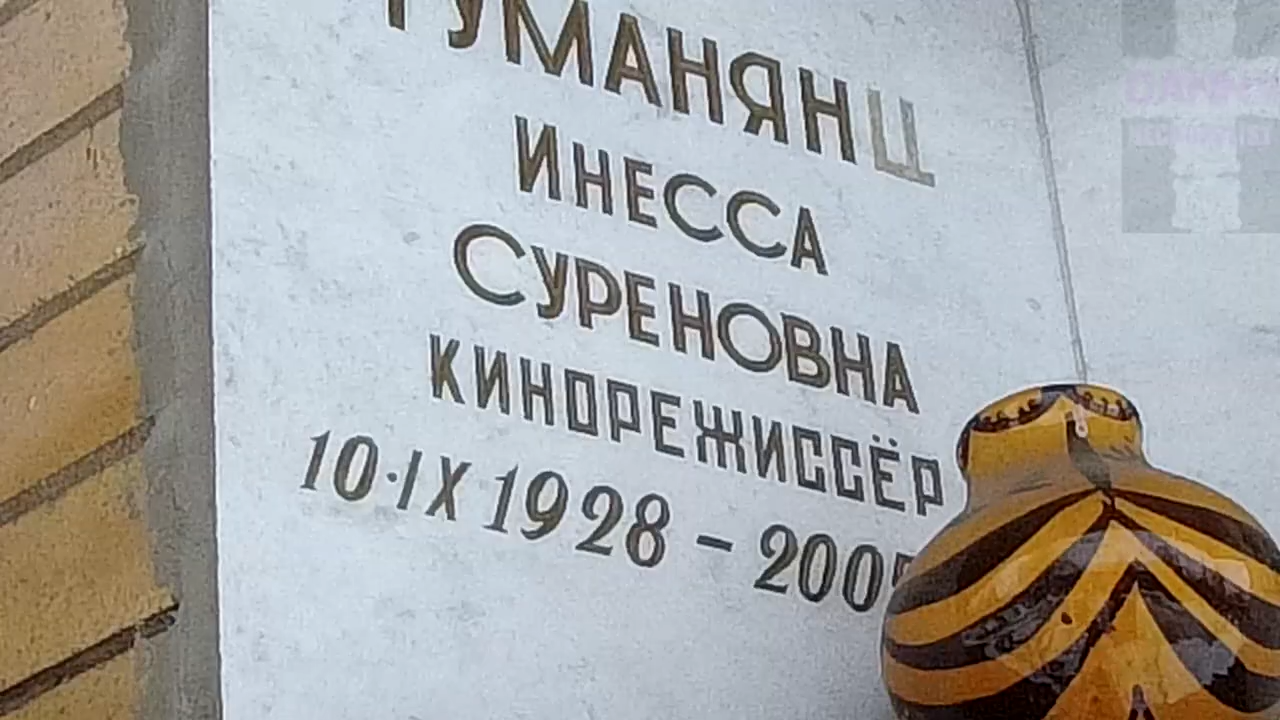 ТУМАНЯНЦ
ИНЕССА
СУРЕНОВНА
КИНОРЕЖИССЁР
10·IX 1928 – 2005